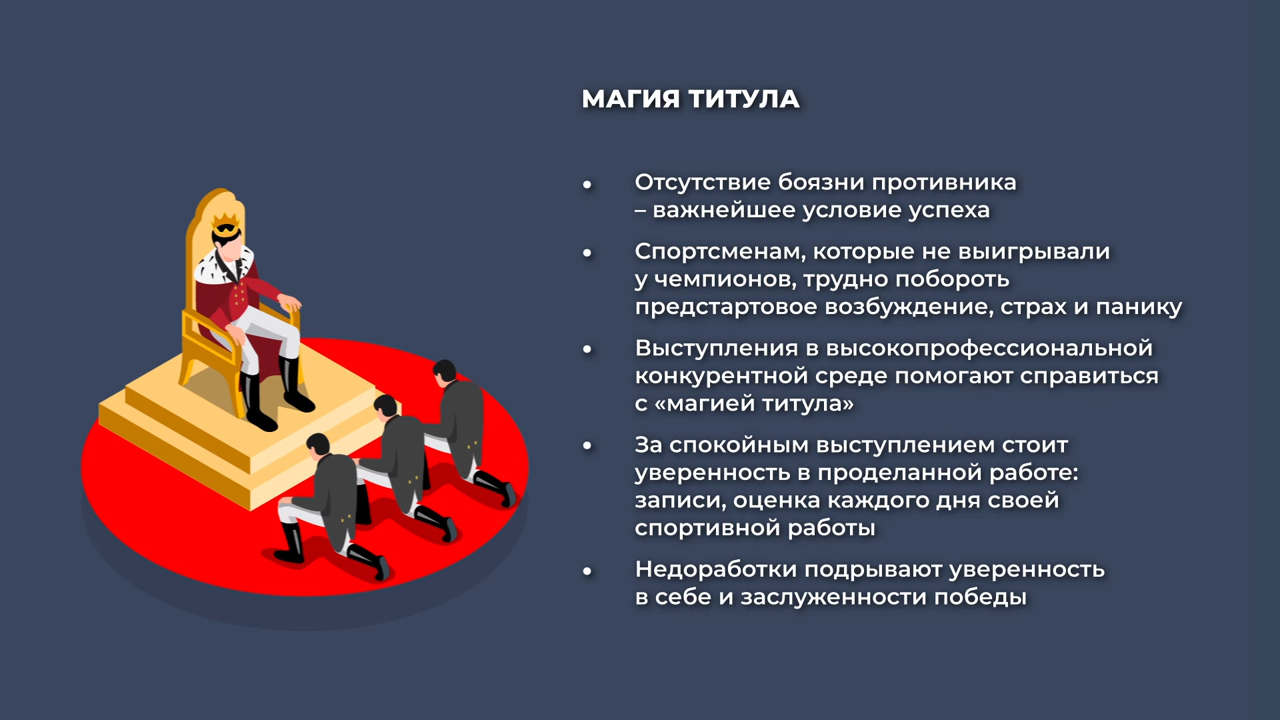 МАГИЯ ТИТУЛА
• Отсутствие боязни противника
– важнейшее условие успеха
• Спортсменам, которые не выигрывали
у чемпионов, трудно побороть
предстартовое возбуждение, страх и панику
• Выступления в высокопрофессиональной
конкурентной среде помогают справиться
с «магией титула»
• За спокойным выступлением стоит
уверенность в проделанной работе:
записи, оценка каждого дня своей
спортивной работы
• Недоработки подрывают уверенность
в себе и заслуженности победы